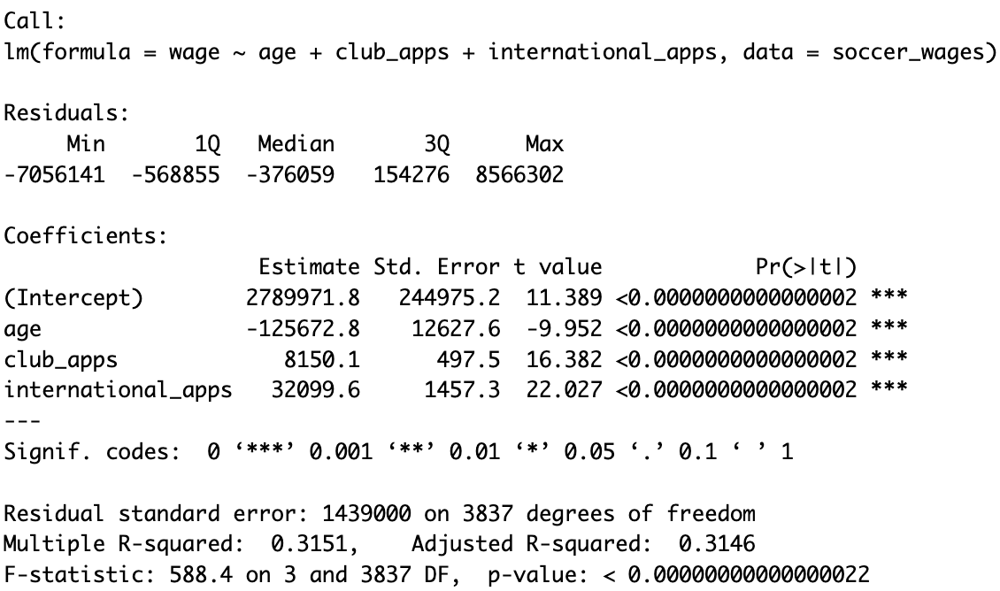 Call:
lm(formula = wage ~ age + club_apps + international_apps, data = soccer_wages)
Residuals:
Min 1Q Median 3Q Max
-7056141 -568855 -376059 154276 8566302
Coefficients:
Estimate Std. Error t value Pr(>|t|)
(Intercept) 2789971.8 244975.2 11.389 <0.0000000000000002 ***
age -125672.8 12627.6 -9.952 <0.0000000000000002 ***
club_apps 8150.1 497.5 16.382 <0.0000000000000002 ***
international_apps 32099.6 1457.3 22.027 <0.0000000000000002 ***
---
Signif. codes: 0 ‘***’ 0.001 ‘**’ 0.01 ‘*’ 0.05 ‘.’ 0.1 ‘ ’ 1
Residual standard error: 1439000 on 3837 degrees of freedom
Multiple R-squared: 0.3151, Adjusted R-squared: 0.3146
F-statistic: 588.4 on 3 and 3837 DF, p-value: < 0.00000000000000022